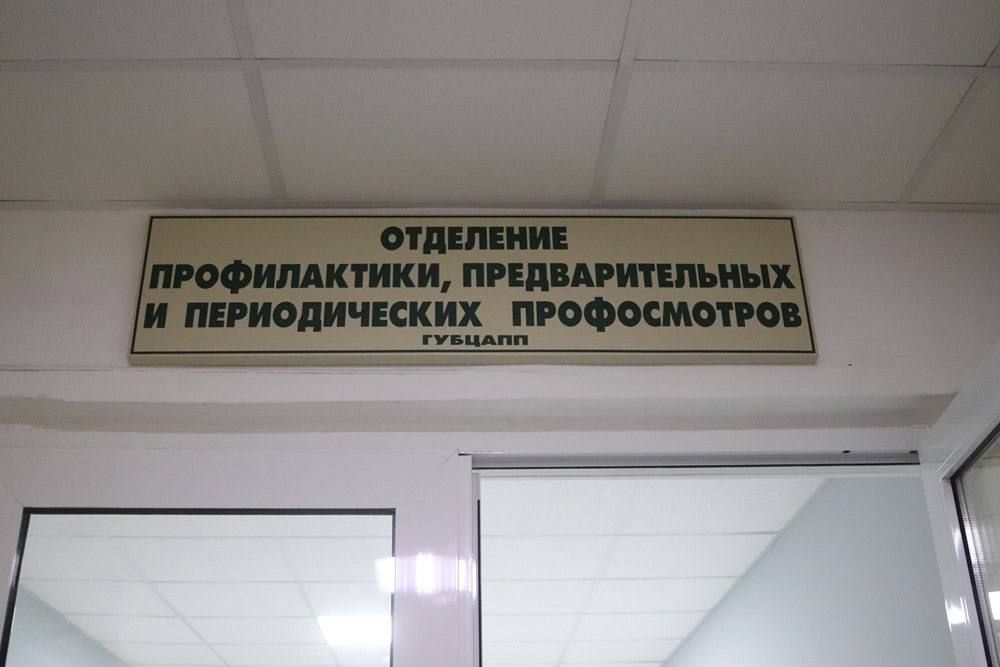 ОТДЕЛЕНИЕ
ПРОФИЛАКТИКИ, ПРЕДВАРИТЕЛЬНЫХ
И ПЕРИОДИЧЕСКИХ ПРОФОСМОТРОВ
ГУБЦАПП